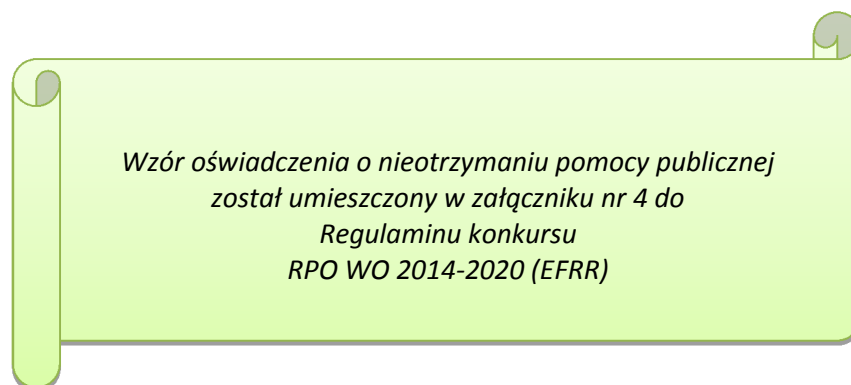 Wzór oświadczenia o nieotrzymaniu pomocy publicznej
został umieszczony w załączniku nr 4 do
Regulaminu konkursu
RPO WO 2014-2020 (EFRR)